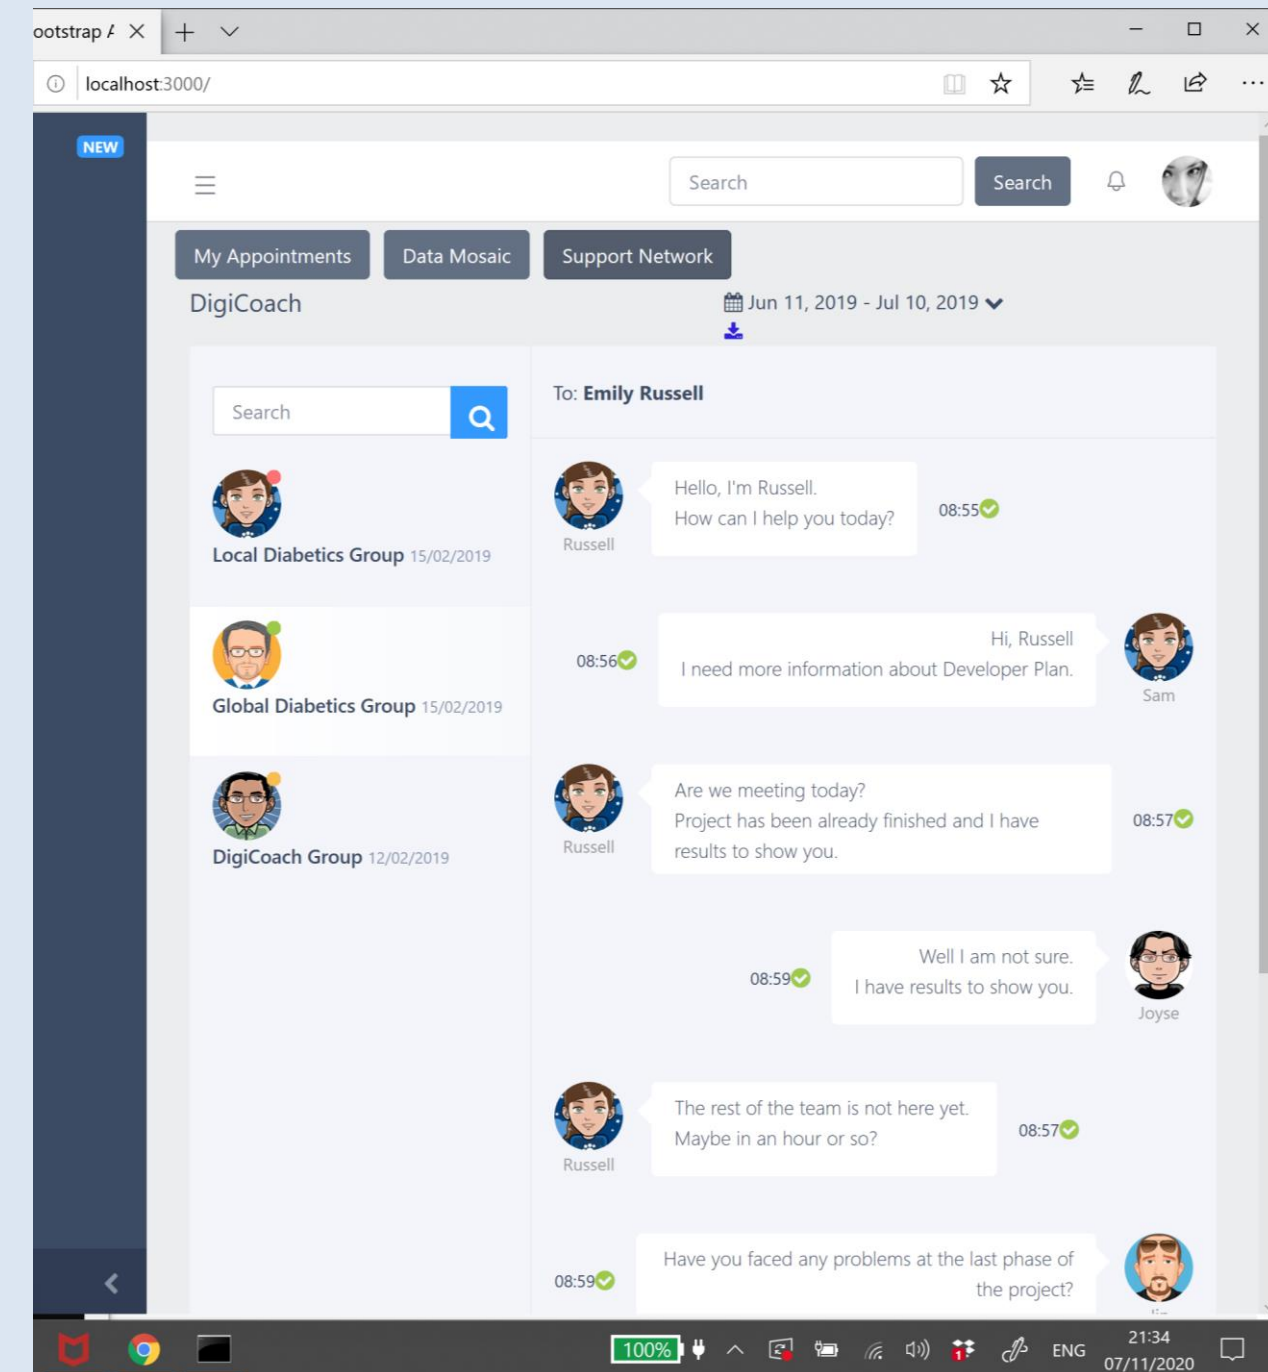 ootstrap A
localhost:3000/
NEW
Search
Search
My Appointments
Data Mosaic
Support Network
DigiCoach
Jun 11, 2019 - Jul 10, 2019
Search
Local Diabetics Group 15/02/2019
Global Diabetics Group 15/02/2019
DigiCoach Group 12/02/2019
To: Emily Russell
Hello, I'm Russell.
How can I help you today?
08:55
Russell
Hi, Russell
I need more information about Developer Plan.
08:56
Sam
Are we meeting today?
Project has been already finished and I have
results to show you.
08:57
Russell
Well I am not sure.
I have results to show you.
08:59
Joyse
The rest of the team is not here yet.
Maybe in an hour or so?
08:57
Russell
Have you faced any problems at the last phase of
the project?
08:59
100%
1
ENG
21:34
07/11/2020